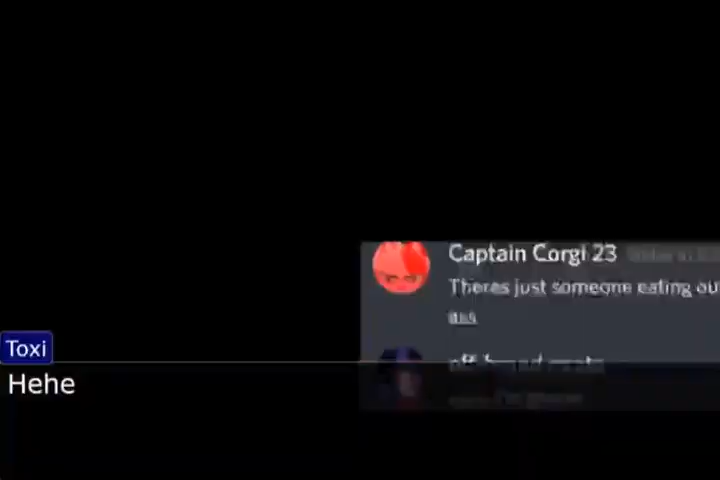 Captain Corgi 23
Theres just someone eating ou
ass
Toxi
Hehe